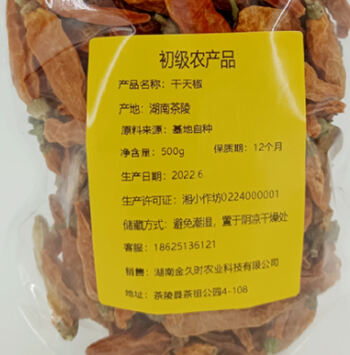 初级农产品
产品名称：干天椒
产地：湖南茶陵
原料来源：基地自种
净含量：500g 保质期：12个月
生产日期：2022.6
生产许可证：湘小作坊0224000001
储藏方式：避免潮湿，置于阴凉干燥处
客服：18625136121
销售：湖南金久时农业科技有限公司
地址：茶陵县茶祖公园4-108